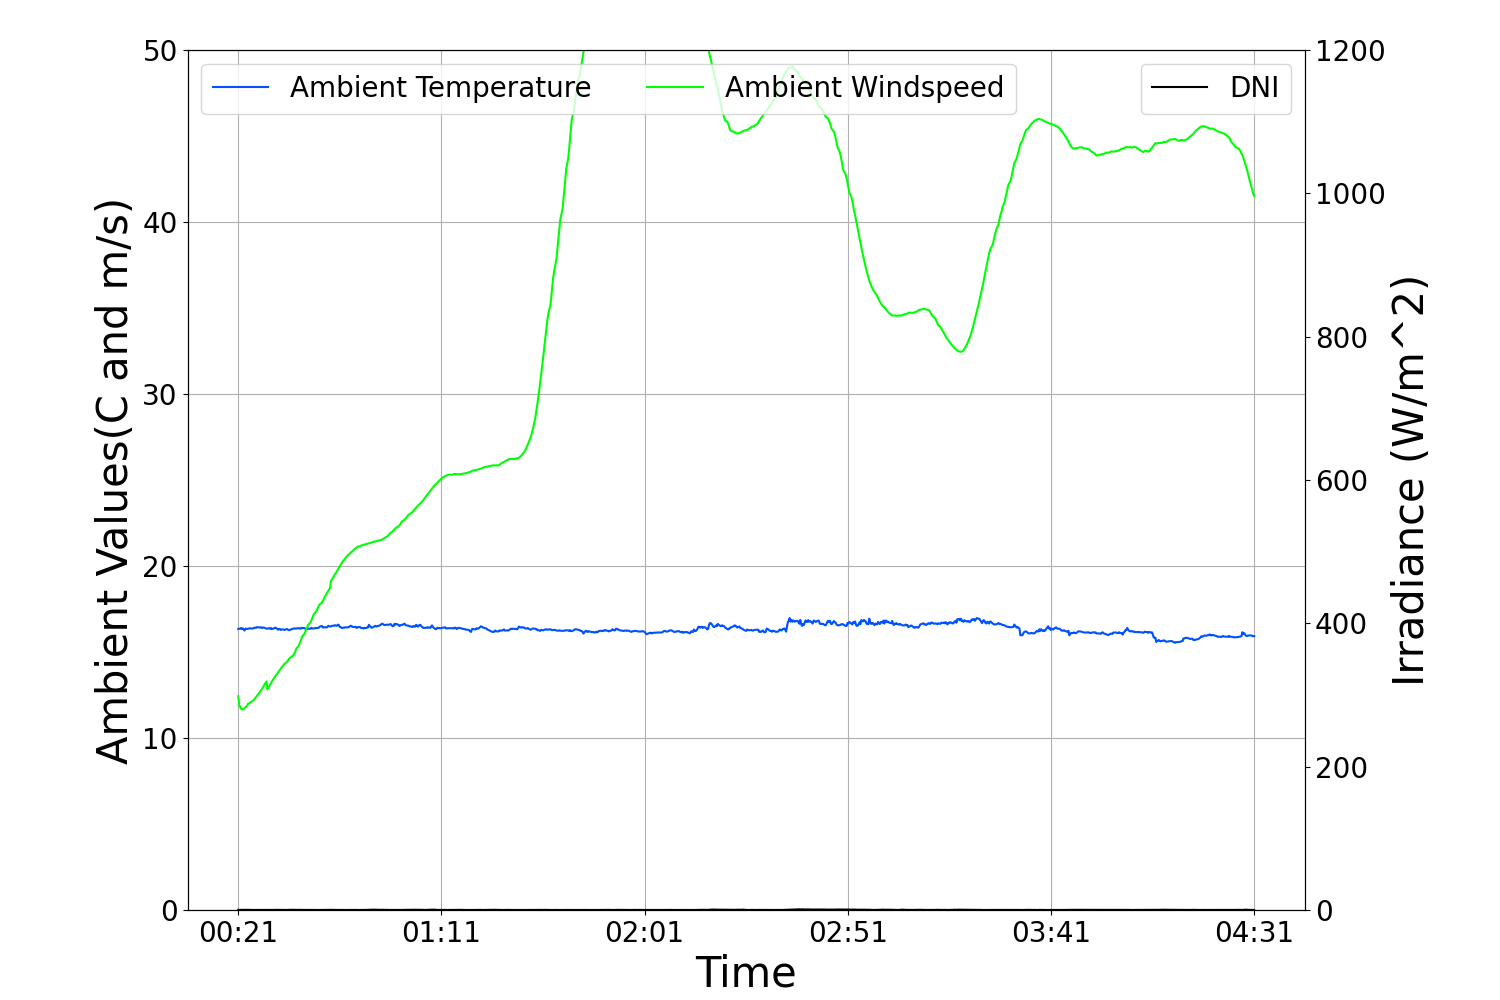 Ambient Temperature
Ambient Windspeed
DNI
Ambient Values(C and m/s)
50
40
30
20
10
0
1200
1000
800
600
400
200
0
Irradiance (W/m^2)
00:21 01:11 02:01 02:51 03:41 04:31
Time